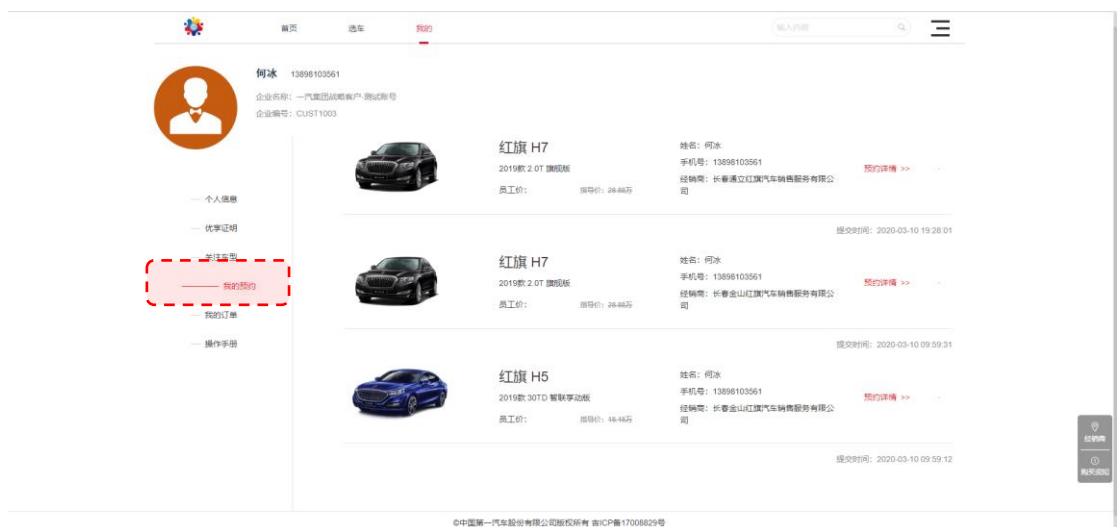 首页 选车 我的 输入内容
何冰 13898103561
企业名称：一汽集团战略客户-测试账号
企业编号：CUST1003
个人信息
优享证明
关注车型
我的预约
我的订单
操作手册
红旗 H7
2019款 2.0T 旗舰版
员工价： 指导价：28.88万
姓名：何冰
手机号：13898103561
经销商：长春通立红旗汽车销售服务有限公
司
预约详情 >>
提交时间：2020-03-10 19:28:01
红旗 H7
2019款 2.0T 旗舰版
员工价： 指导价：28.88万
姓名：何冰
手机号：13898103561
经销商：长春金山红旗汽车销售服务有限公
司
预约详情 >>
提交时间：2020-03-10 09:59:31
红旗 H5
2019款 30TD 智联享动版
员工价： 指导价：18.48万
姓名：何冰
手机号：13898103561
经销商：长春金山红旗汽车销售服务有限公
司
预约详情 >>
提交时间：2020-03-10 09:59:12
经销商
购买须知
©中国第一汽车股份有限公司版权所有 吉ICP备17008829号